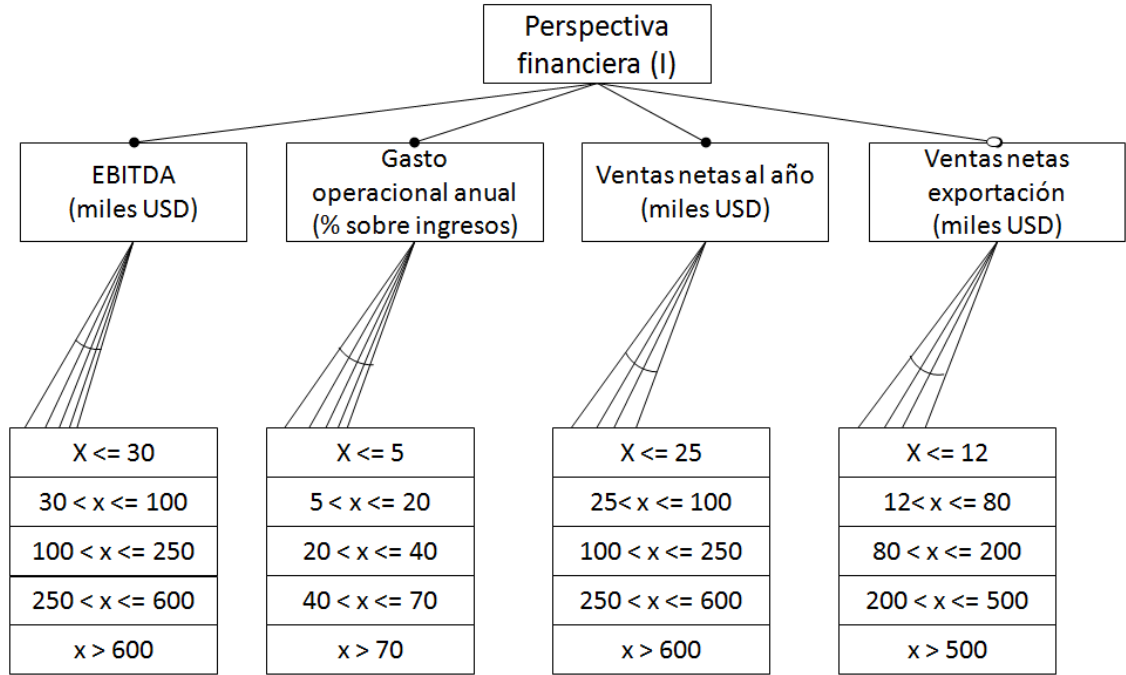 Perspectiva
financiera (I)
EBITDA
(miles USD)
Gasto
operacional anual
(% sobre ingresos)
Ventas netas al año
(miles USD)
Ventas netas
exportación
(miles USD)
X <= 30
30 < x <= 100
100 < x <= 250
250 < x <= 600
x > 600
X <= 5
5 < x <= 20
20 < x <= 40
40 < x <= 70
x > 70
X <= 25
25< x <= 100
100 < x <= 250
250 < x <= 600
x > 600
X <= 12
12< x <= 80
80 < x <= 200
200 < x <= 500
x > 500